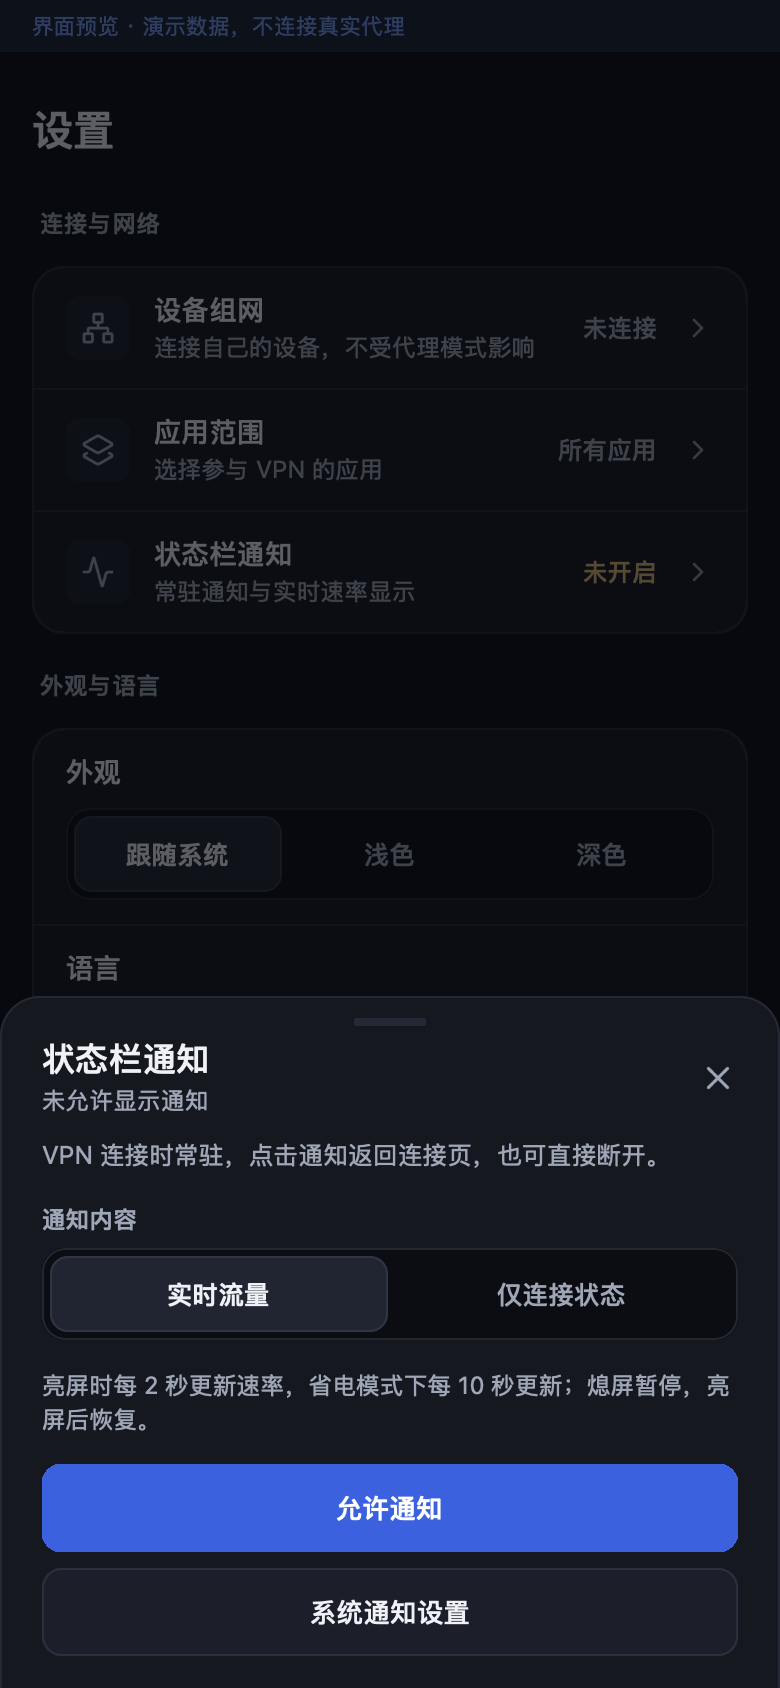 界面预览 · 演示数据，不连接真实代理
设置
连接与网络
设备组网
连接自己的设备，不受代理模式影响
未连接
应用范围
选择参与 VPN 的应用
所有应用
状态栏通知
常驻通知与实时速率显示
未开启
外观与语言
外观
跟随系统
浅色
深色
语言
状态栏通知
未允许显示通知
VPN 连接时常驻，点击通知返回连接页，也可直接断开。
通知内容
实时流量
仅连接状态
亮屏时每 2 秒更新速率，省电模式下每 10 秒更新；熄屏暂停，亮
屏后恢复。
允许通知
系统通知设置